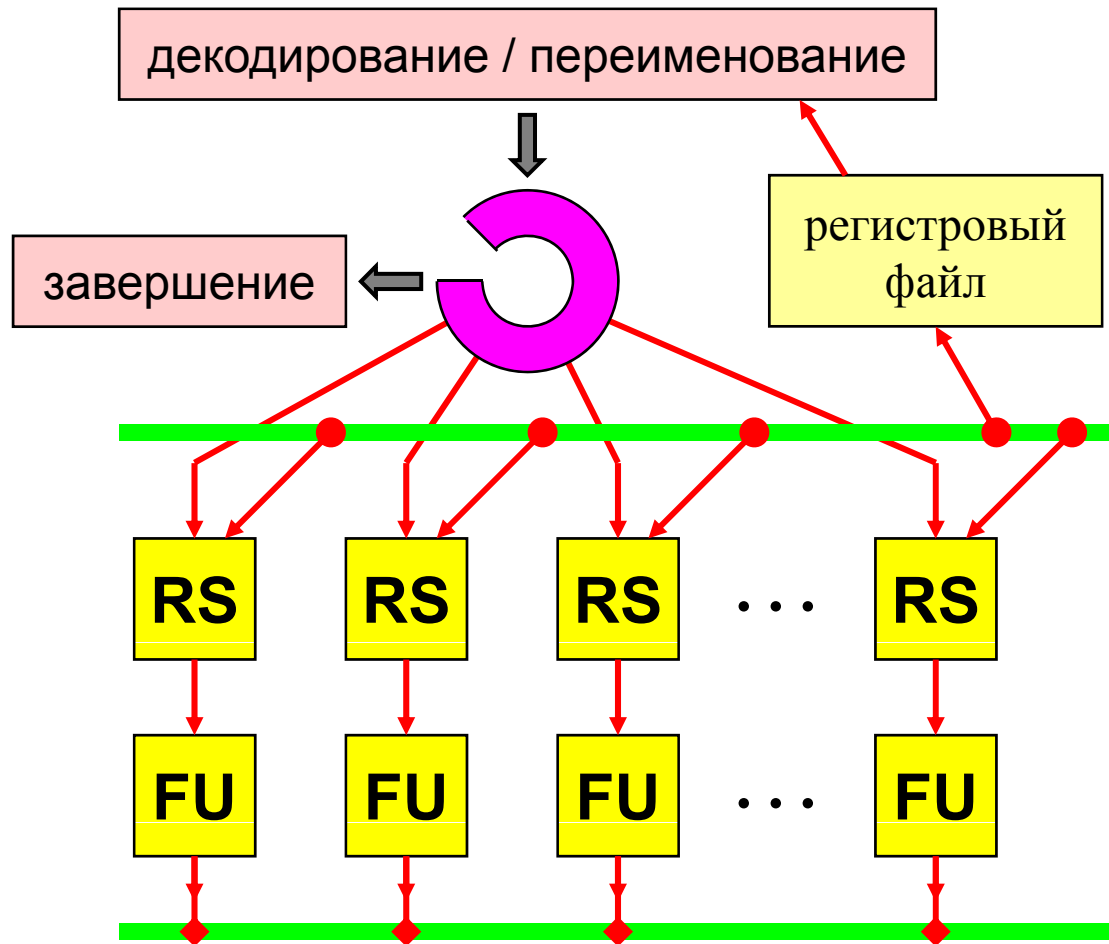 декодирование / переименование
регистровый
файл
завершение
RS RS RS . . . RS
FU FU FU . . . FU